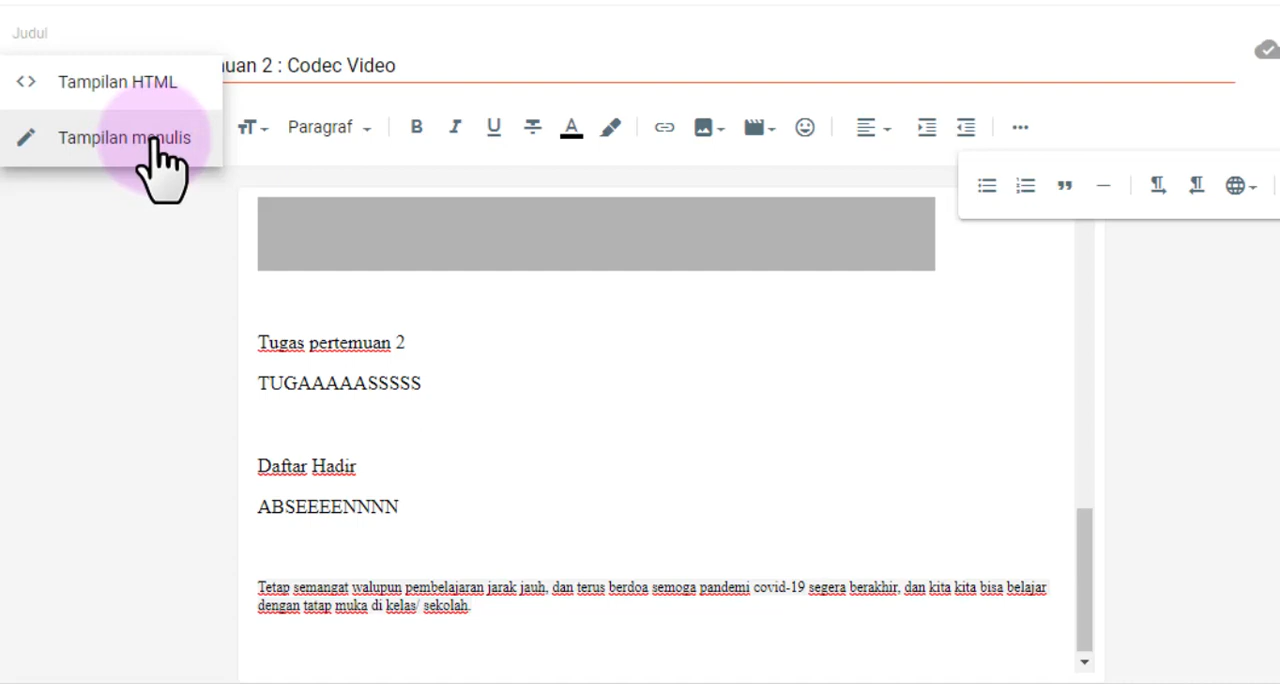 Judul
Tampilan HTML
uan 2 : Codec Video
Tampilan menulis
Paragraf
Tugas pertemuan 2
TUGAAAAASSSSS
Daftar Hadir
ABSEEEENNNN
Tetap semangat walupun pembelajaran jarak jauh, dan terus berdoa semoga pandemi covid-19 segera berakhir, dan kita kita bisa belajar
dengan tatap muka di kelas/ sekolah.